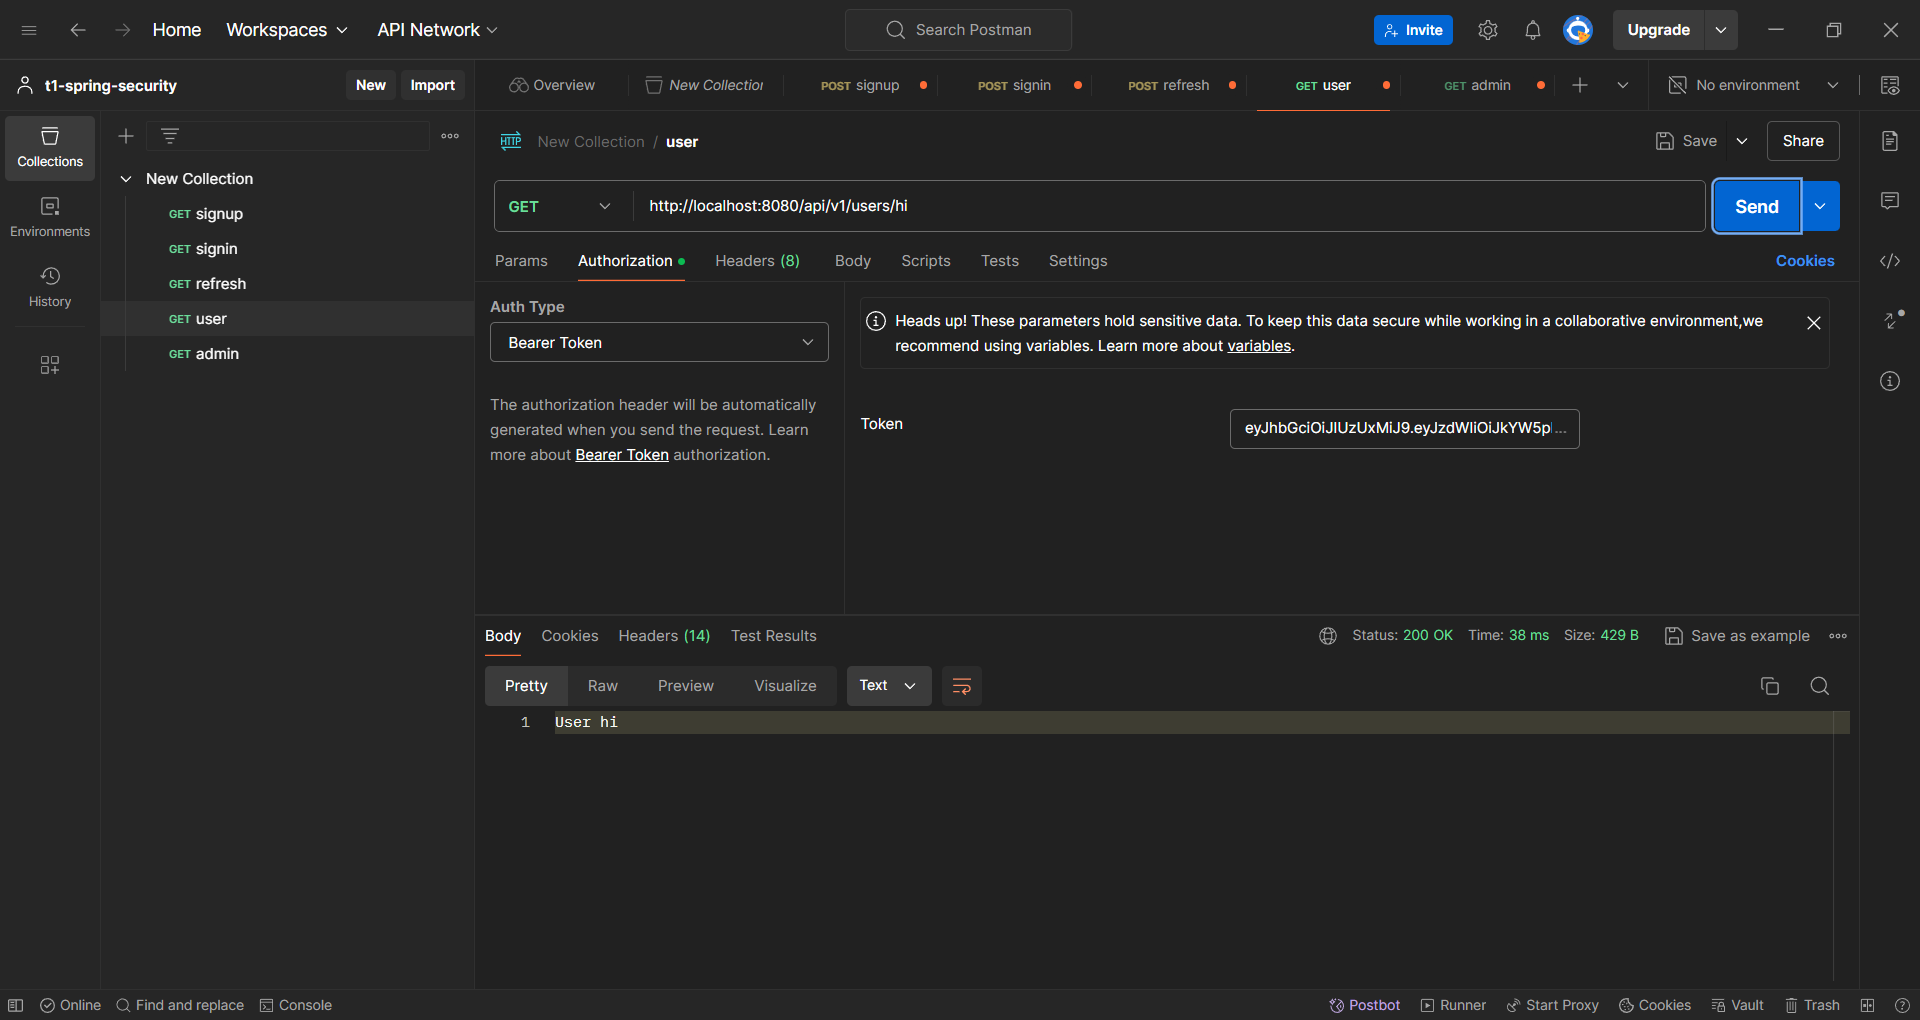 Home Workspaces API Network Search Postman Invite Upgrade
t1-spring-security New Import Overview New Collection POST signup POST signin POST refresh GET user GET admin No environment
Collections
New Collection / user Save Share
New Collection
GET signup
GET signin
GET refresh
GET user
GET admin
Environments
History
GET http://localhost:8080/api/v1/users/hi Send
Params Authorization Headers (8) Body Scripts Tests Settings Cookies
Auth Type
Bearer Token
The authorization header will be automatically
generated when you send the request. Learn
more about Bearer Token authorization.
Heads up! These parameters hold sensitive data. To keep this data secure while working in a collaborative environment,we
recommend using variables. Learn more about variables.
Token eyJhbGciOiJIUzUxMiJ9.eyJzdWIiOiJkYW5p...
Body Cookies Headers (14) Test Results Status: 200 OK Time: 38 ms Size: 429 B Save as example
Pretty Raw Preview Visualize Text
1 User hi
Online Find and replace Console Postbot Runner Start Proxy Cookies Vault Trash